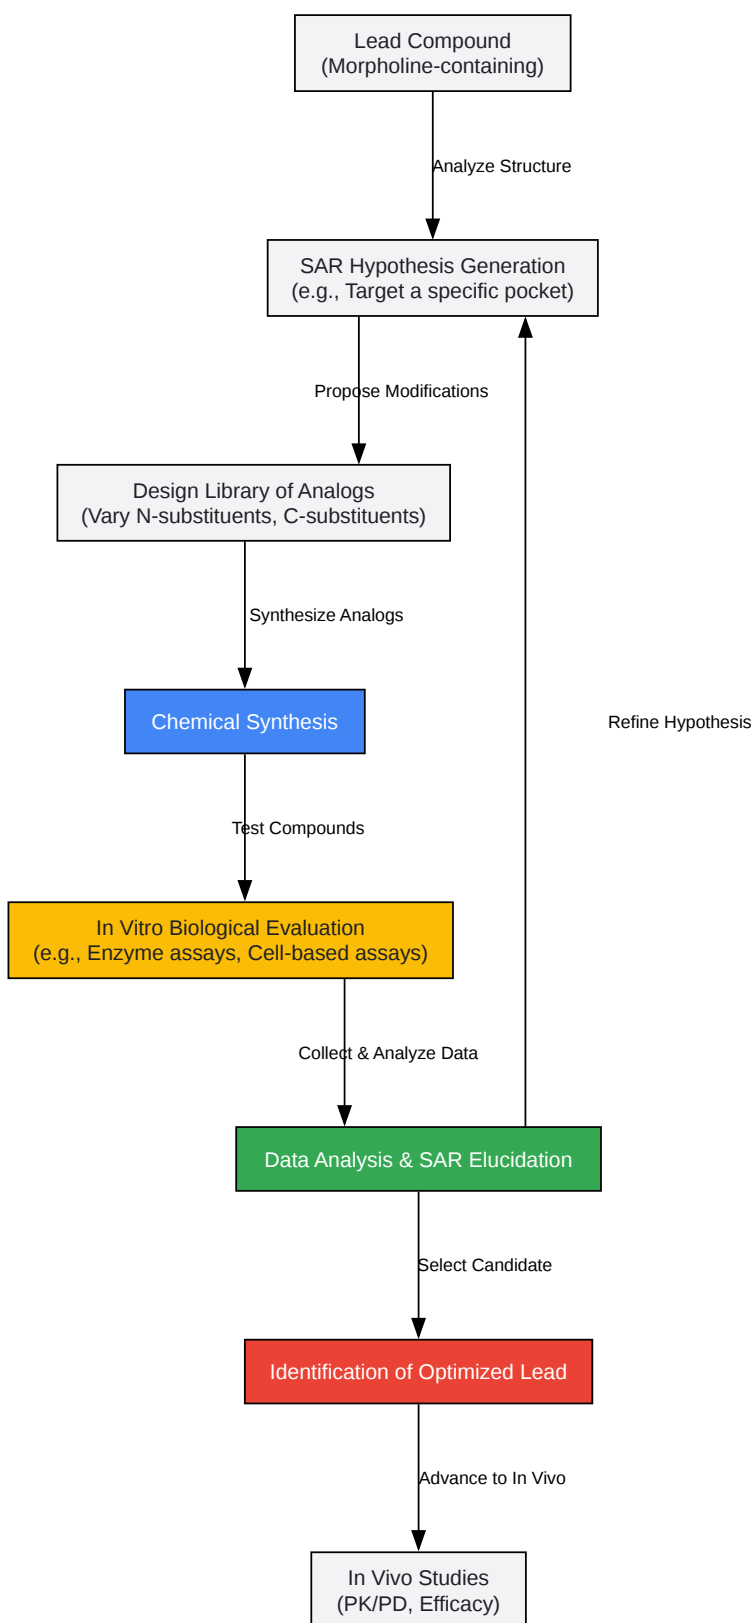 Lead Compound
(Morpholine-containing)
Analyze Structure
SAR Hypothesis Generation
(e.g., Target a specific pocket)
Propose Modifications
Design Library of Analogs
(Vary N-substituents, C-substituents)
Synthesize Analogs
Chemical Synthesis
Refine Hypothesis
Test Compounds
In Vitro Biological Evaluation
(e.g., Enzyme assays, Cell-based assays)
Collect & Analyze Data
Data Analysis & SAR Elucidation
Select Candidate
Identification of Optimized Lead
Advance to In Vivo
In Vivo Studies
(PK/PD, Efficacy)